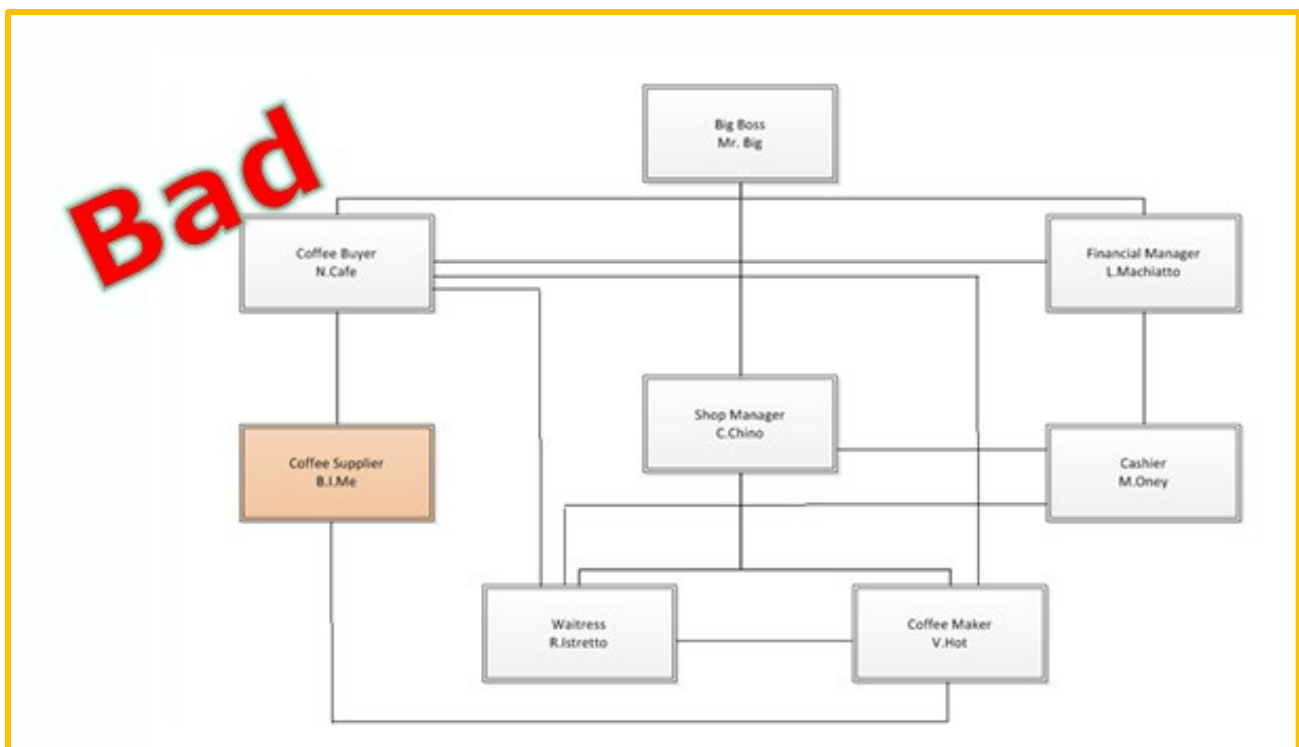 Bad
Big Boss
Mr. Big
Coffee Buyer
N.Cafe
Financial Manager
L.Machiatto
Shop Manager
C.Chino
Coffee Supplier
B.I.Me
Cashier
M.Oney
Waitress
R.Istretto
Coffee Maker
V.Hot